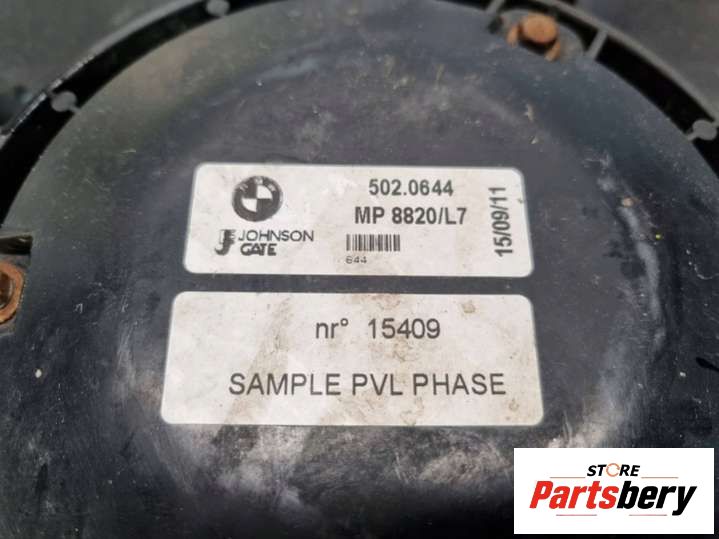 502.0644
MP 8820/L7
15/09/11
JOHNSON
GATE
644
nr° 15409
SAMPLE PVL PHASE
STORE
Partsbery